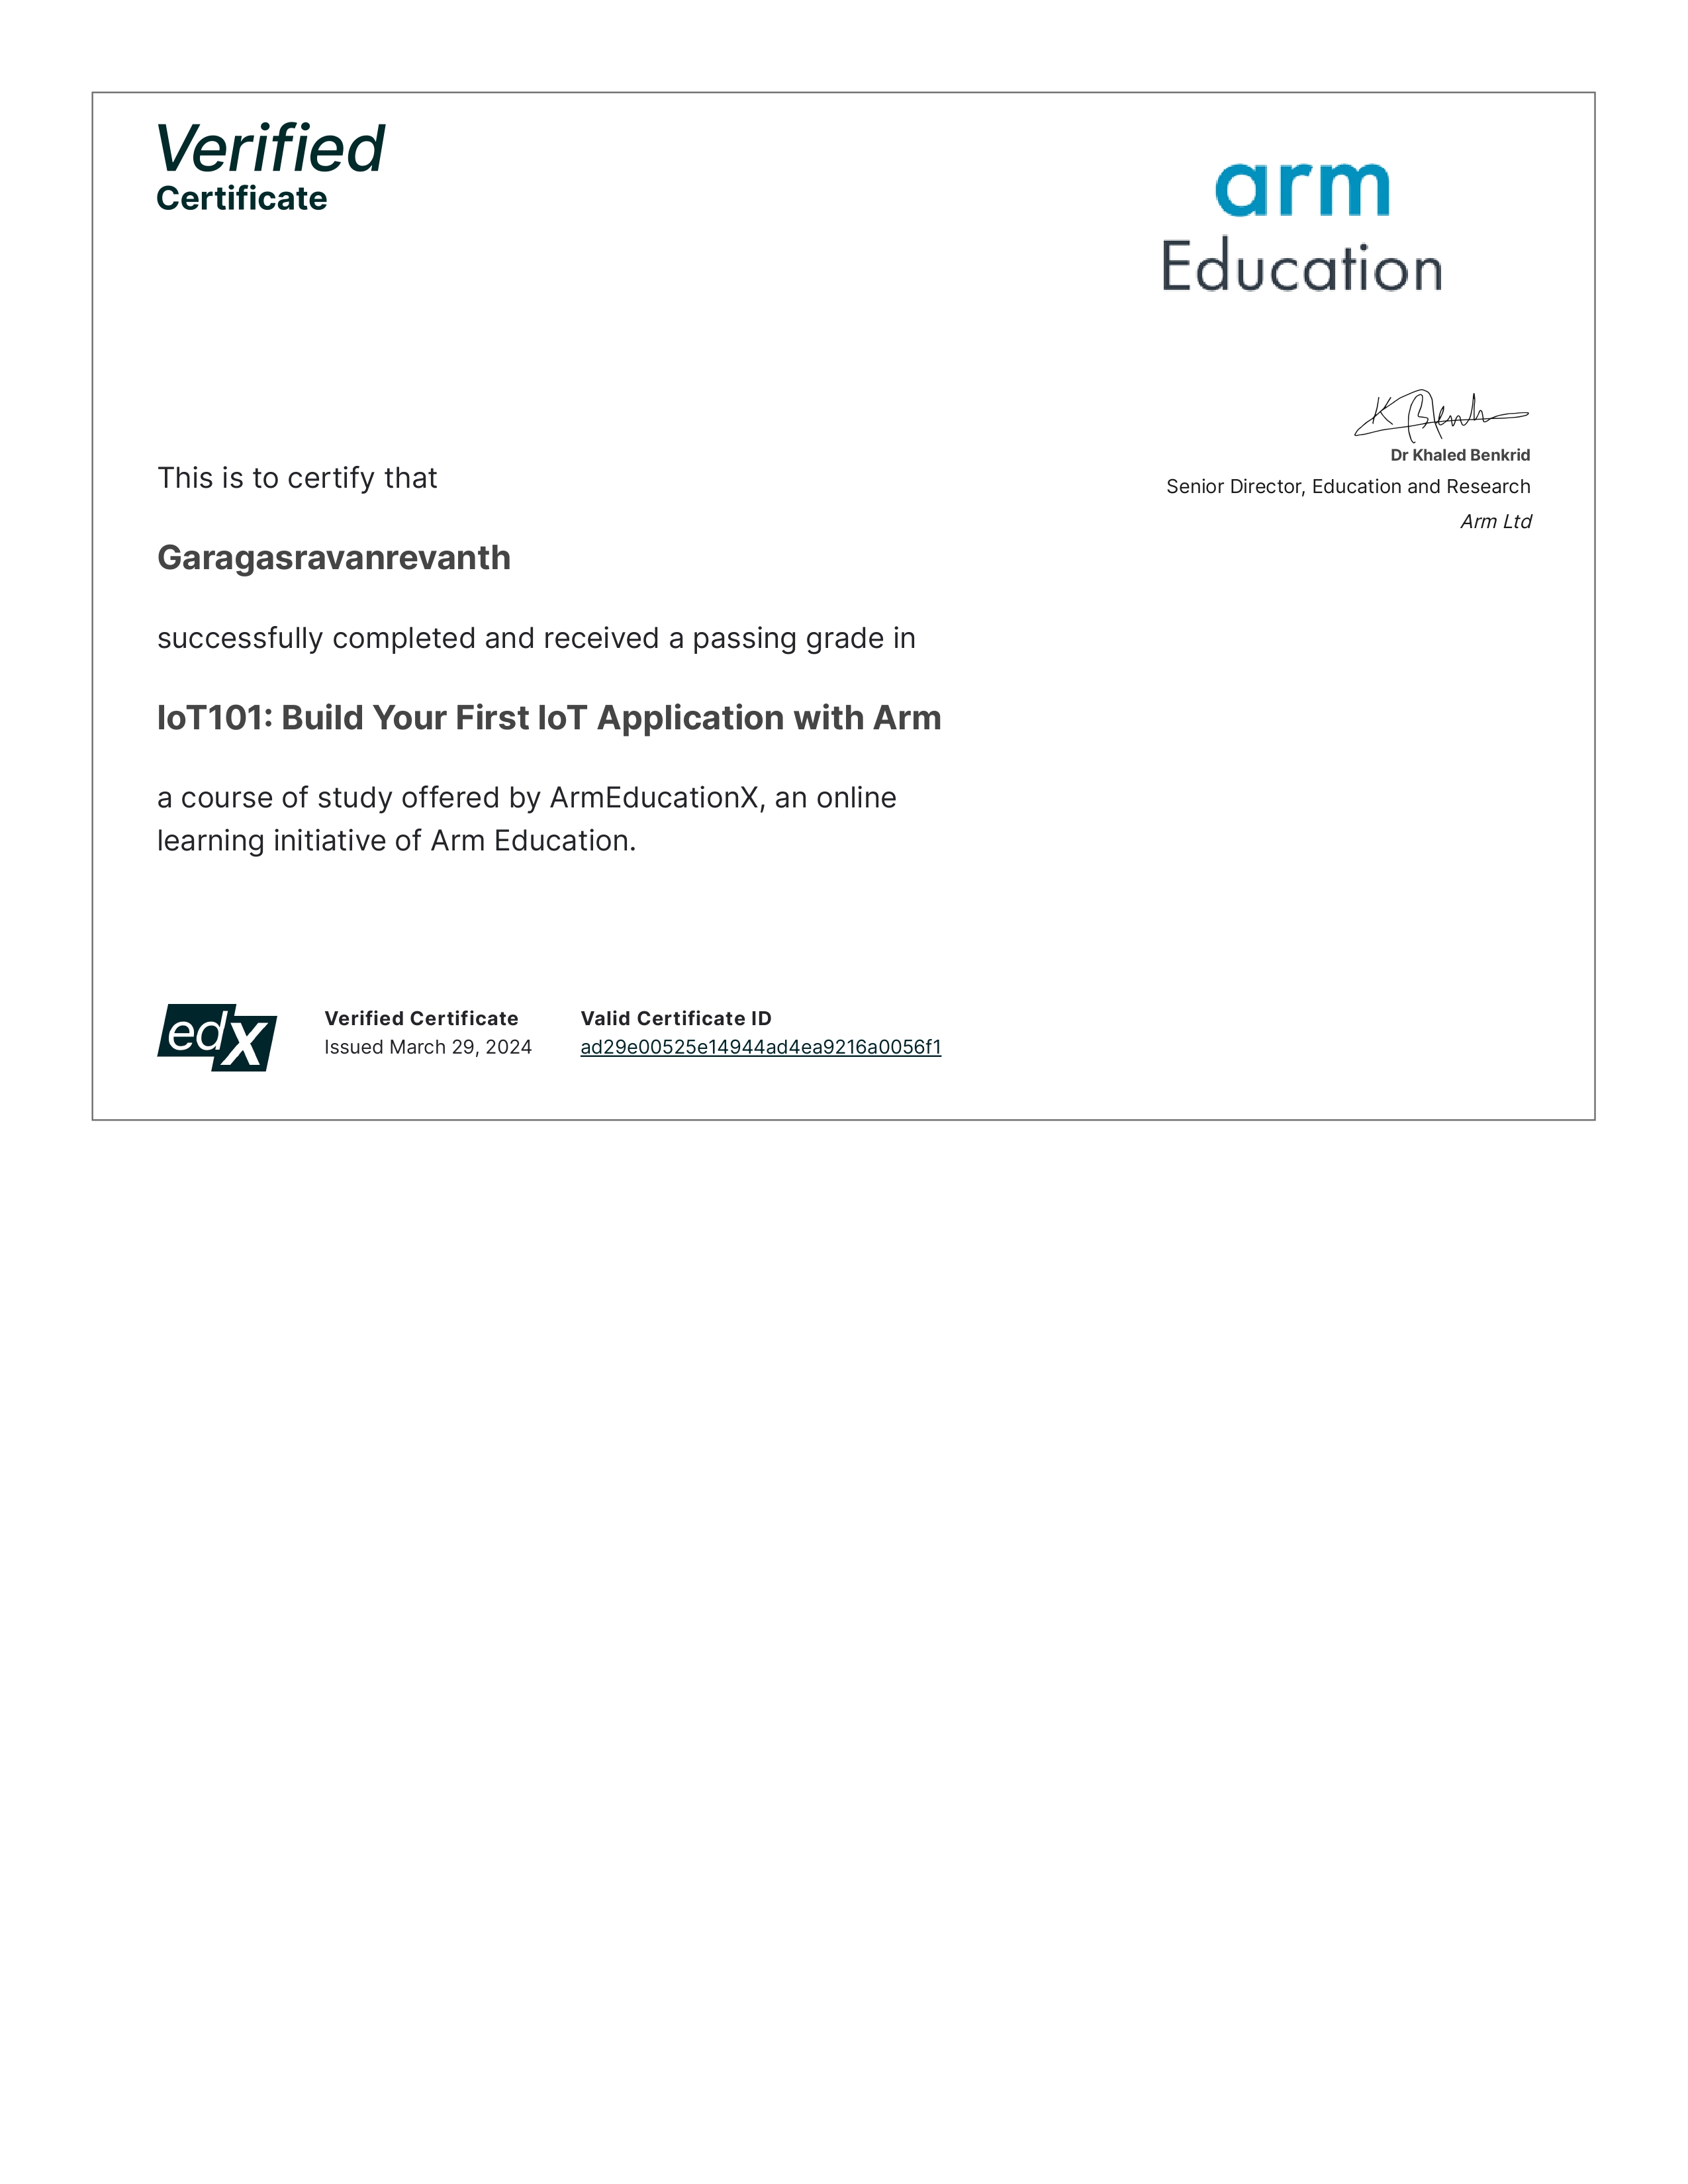 Verified
Certificate
arm
Education
Dr Khaled Benkrid
Senior Director, Education and Research
Arm Ltd
This is to certify that
Garagasravanrevanth
successfully completed and received a passing grade in
IoT101: Build Your First IoT Application with Arm
a course of study offered by ArmEducationX, an online
learning initiative of Arm Education.
edX
Verified Certificate
Issued March 29, 2024
Valid Certificate ID
ad29e00525e14944ad4ea9216a0056f1